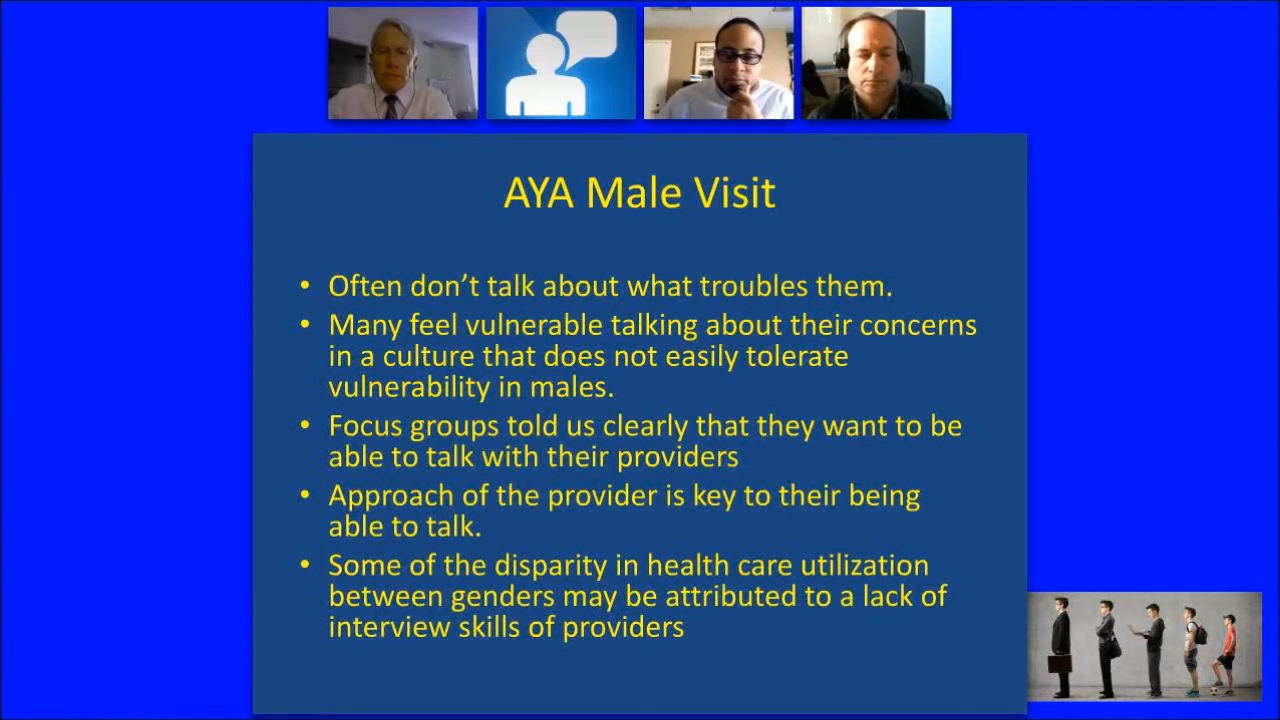 AYA Male Visit
• Often don’t talk about what troubles them.
• Many feel vulnerable talking about their concerns
in a culture that does not easily tolerate
vulnerability in males.
• Focus groups told us clearly that they want to be
able to talk with their providers
• Approach of the provider is key to their being
able to talk.
• Some of the disparity in health care utilization
between genders may be attributed to a lack of
interview skills of providers